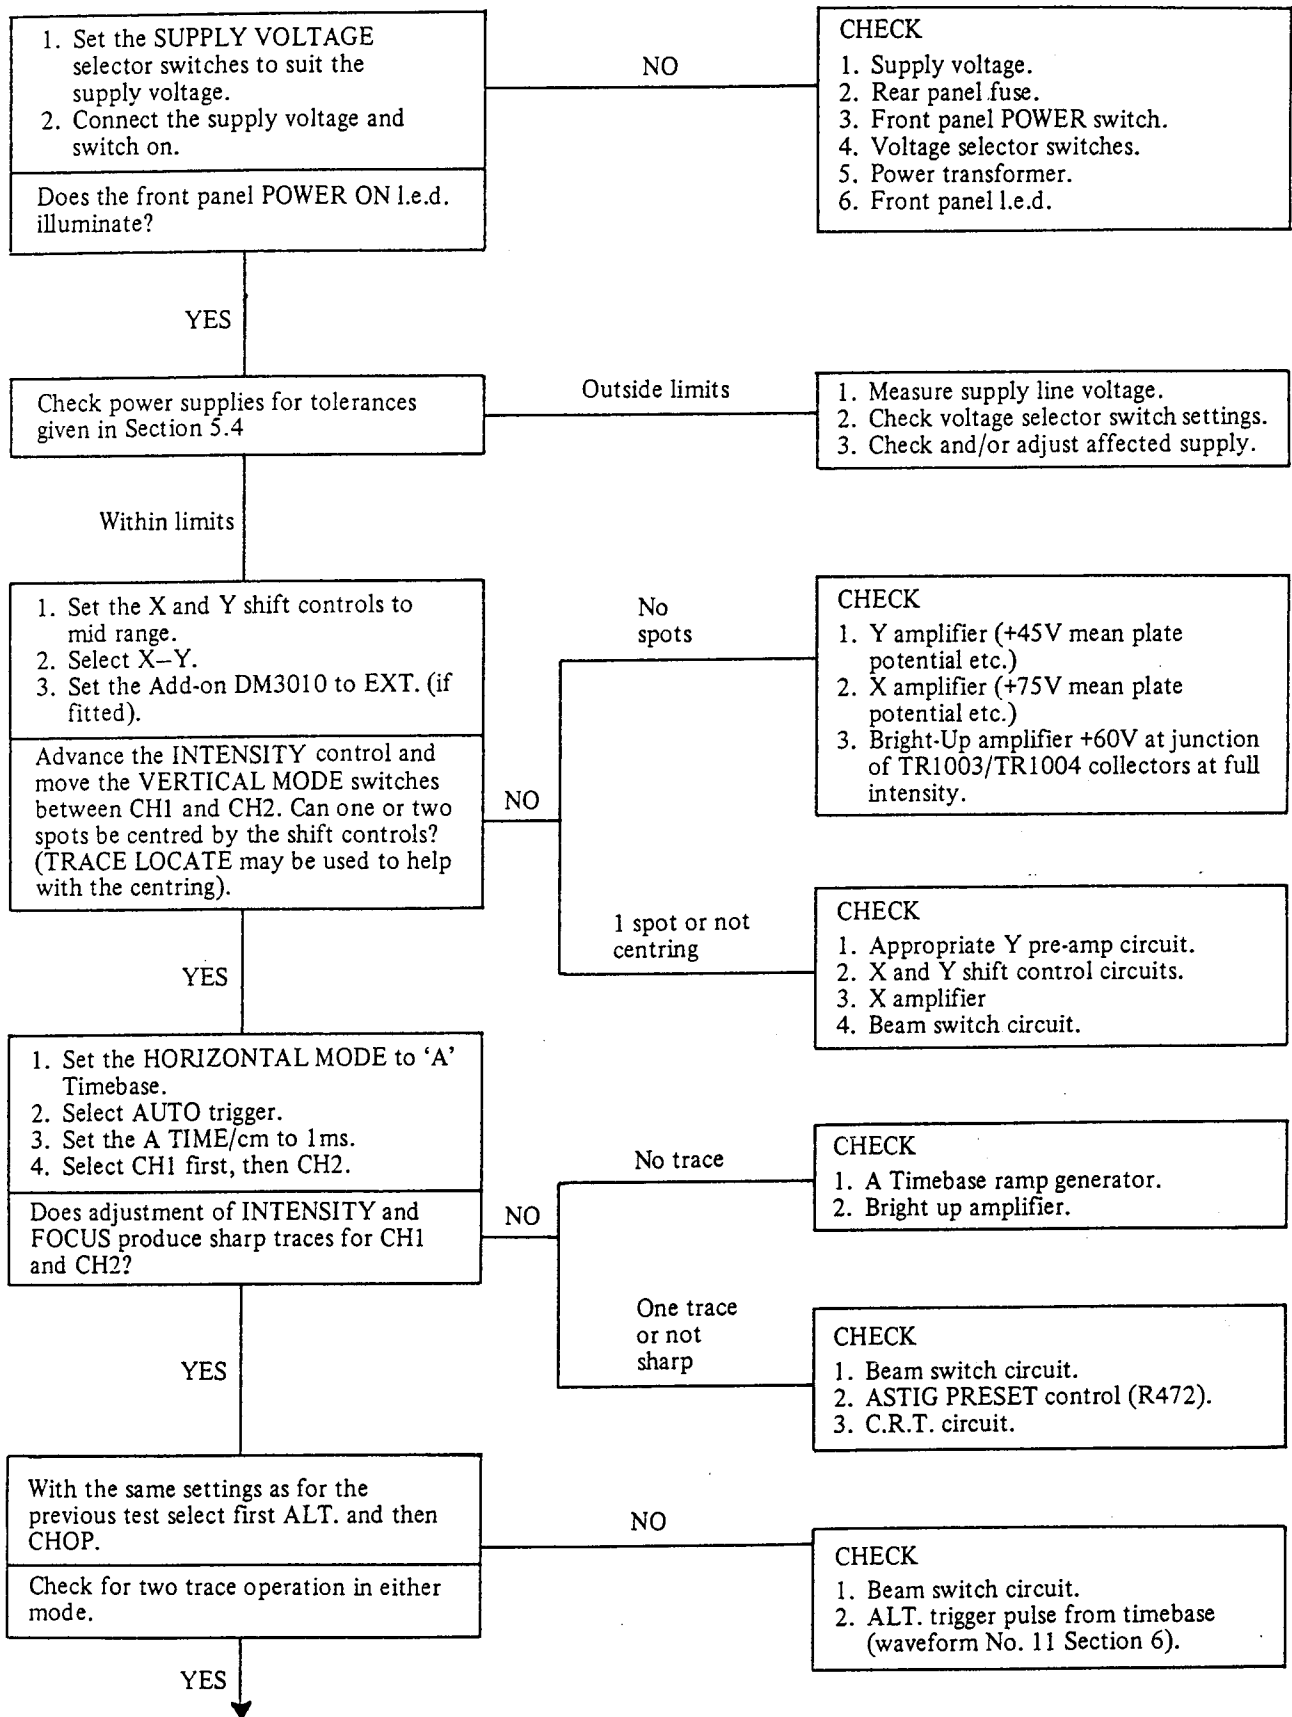 1. Set the SUPPLY VOLTAGE
selector switches to suit the
supply voltage.
2. Connect the supply voltage and
switch on.
Does the front panel POWER ON l.e.d.
illuminate?
NO
CHECK
1. Supply voltage.
2. Rear panel fuse.
3. Front panel POWER switch.
4. Voltage selector switches.
5. Power transformer.
6. Front panel l.e.d.
YES
Check power supplies for tolerances
given in Section 5.4
Outside limits
1. Measure supply line voltage.
2. Check voltage selector switch settings.
3. Check and/or adjust affected supply.
Within limits
1. Set the X and Y shift controls to
mid range.
2. Select X–Y.
3. Set the Add-on DM3010 to EXT. (if
fitted).
Advance the INTENSITY control and
move the VERTICAL MODE switches
between CH1 and CH2. Can one or two
spots be centred by the shift controls?
(TRACE LOCATE may be used to help
with the centring).
NO
No
spots
CHECK
1. Y amplifier (+45V mean plate
potential etc.)
2. X amplifier (+75V mean plate
potential etc.)
3. Bright-Up amplifier +60V at junction
of TR1003/TR1004 collectors at full
intensity.
1 spot or not
centring
CHECK
1. Appropriate Y pre-amp circuit.
2. X and Y shift control circuits.
3. X amplifier
4. Beam switch circuit.
YES
1. Set the HORIZONTAL MODE to ‘A’
Timebase.
2. Select AUTO trigger.
3. Set the A TIME/cm to 1ms.
4. Select CH1 first, then CH2.
Does adjustment of INTENSITY and
FOCUS produce sharp traces for CH1
and CH2?
NO
No trace
CHECK
1. A Timebase ramp generator.
2. Bright up amplifier.
One trace
or not
sharp
CHECK
1. Beam switch circuit.
2. ASTIG PRESET control (R472).
3. C.R.T. circuit.
YES
With the same settings as for the
previous test select first ALT. and then
CHOP.
Check for two trace operation in either
mode.
NO
CHECK
1. Beam switch circuit.
2. ALT. trigger pulse from timebase
(waveform No. 11 Section 6).
YES